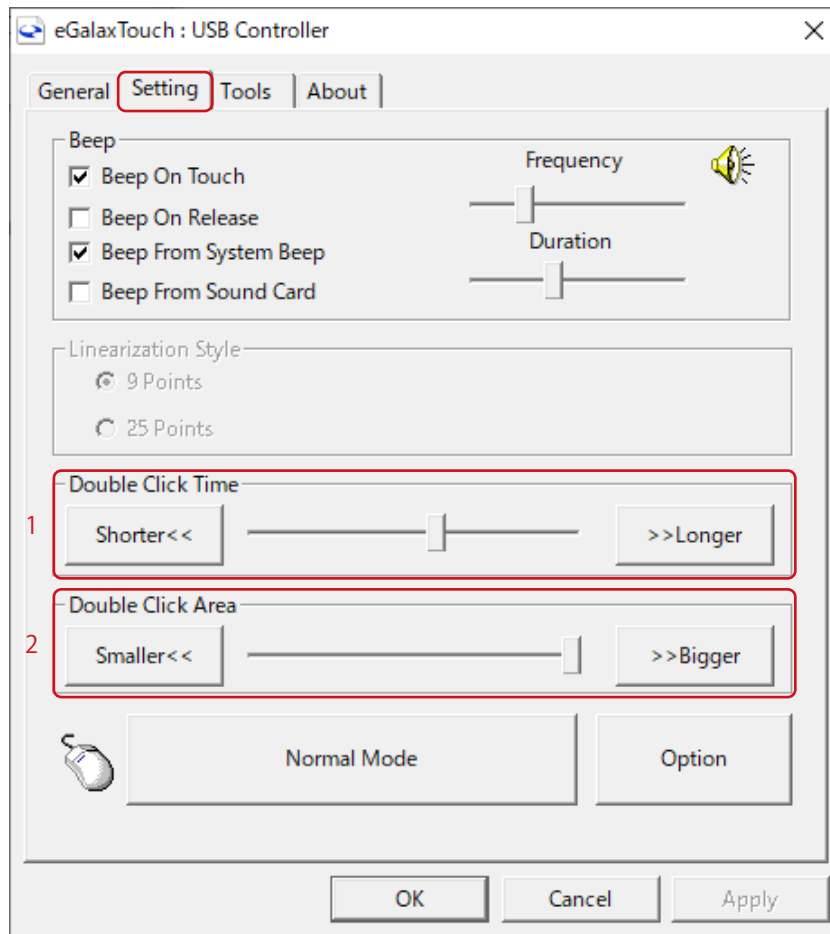 eGalaxTouch : USB Controller
General Setting Tools About
Beep
Beep On Touch
Frequency
Beep On Release
Beep From System Beep
Duration
Beep From Sound Card
Linearization Style
9 Points
25 Points
Double Click Time
1
Shorter<<
>>Longer
Double Click Area
2
Smaller<<
>>Bigger
Normal Mode
Option
OK
Cancel
Apply